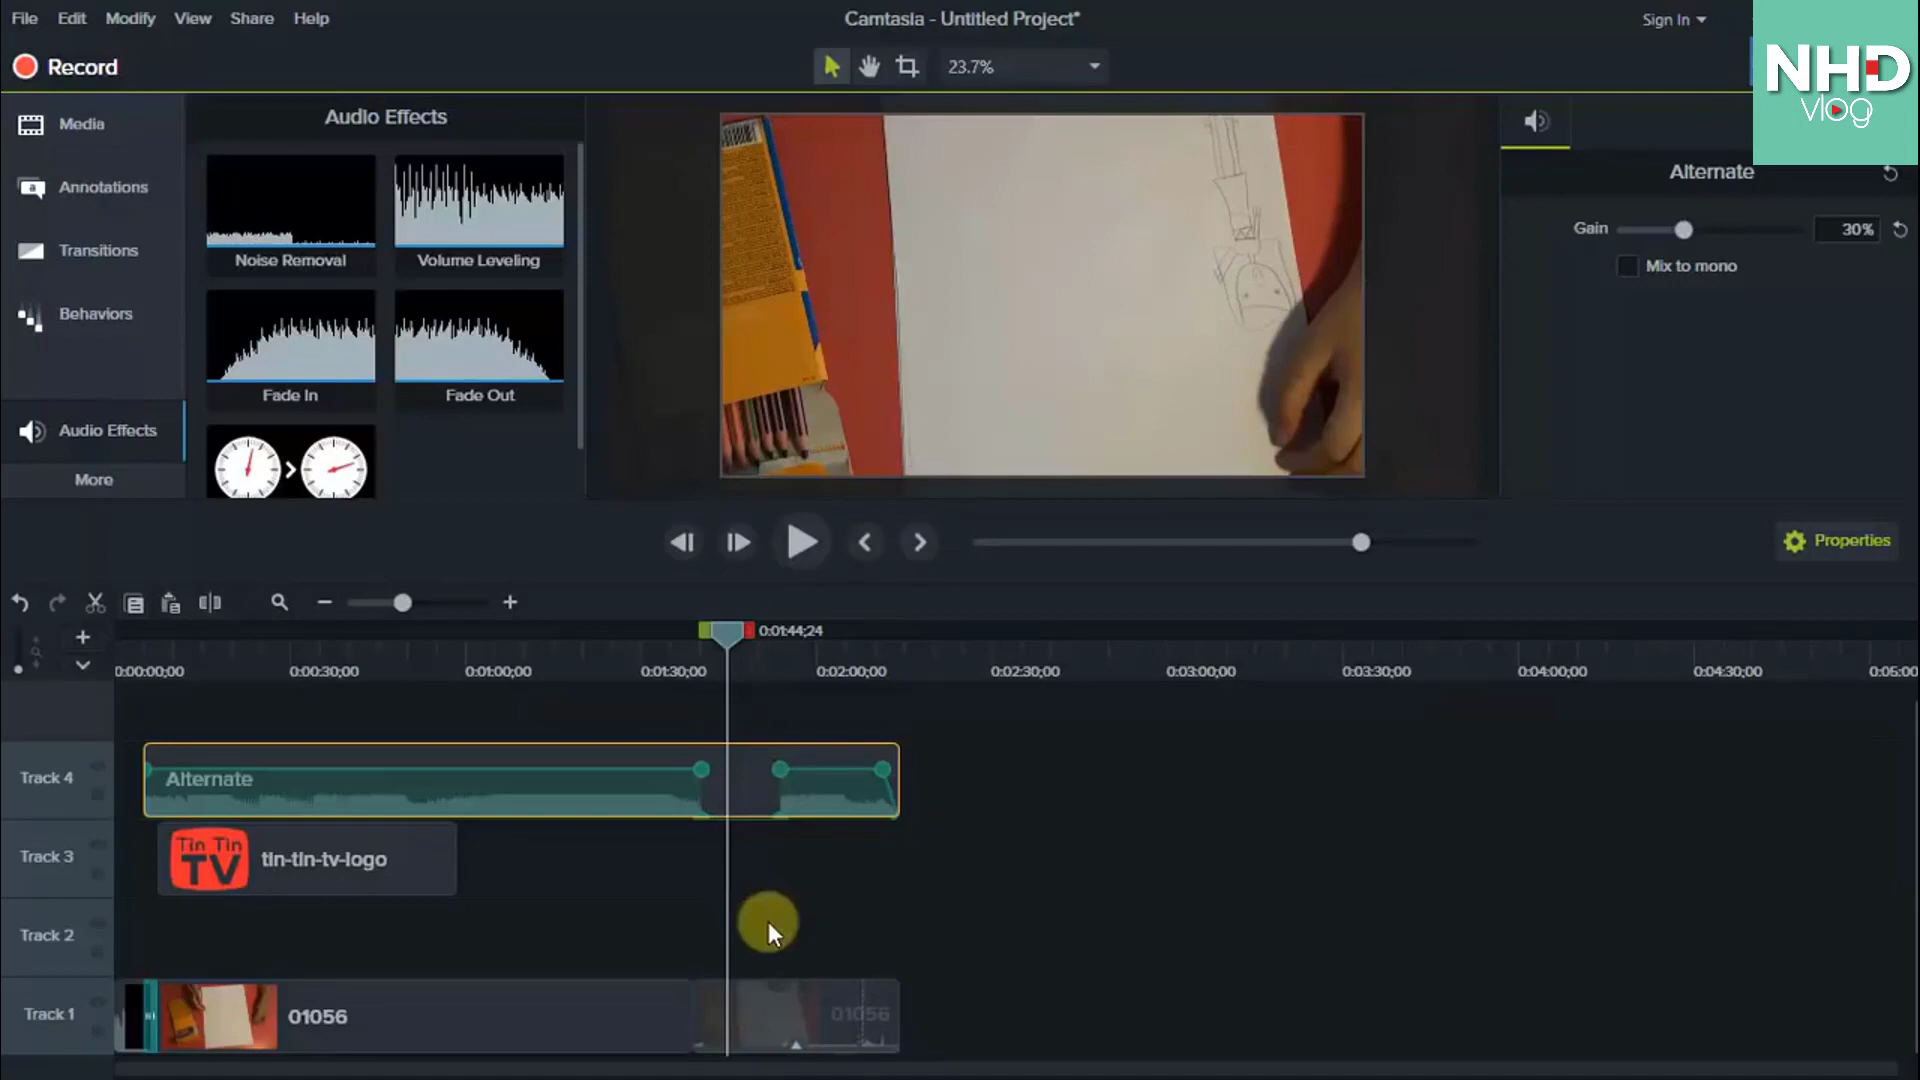 File Edit Modify View Share Help
Camtasia - Untitled Project*
Sign In
NHD
vlog
Record
23.7%
Media
Annotations
Transitions
Behaviors
Audio Effects
More
Audio Effects
Noise Removal
Volume Leveling
Fade In
Fade Out
Alternate
Gain
30%
Mix to mono
Properties
0:01:44;24
0:00:00;00 0:00:30;00 0:01:00;00 0:01:30;00 0:02:00;00 0:02:30;00 0:03:00;00 0:03:30;00 0:04:00;00 0:04:30;00 0:05:00
Track 4
Alternate
Track 3
Tin Tin
TV
tin-tin-tv-logo
Track 2
Track 1
01056
01056